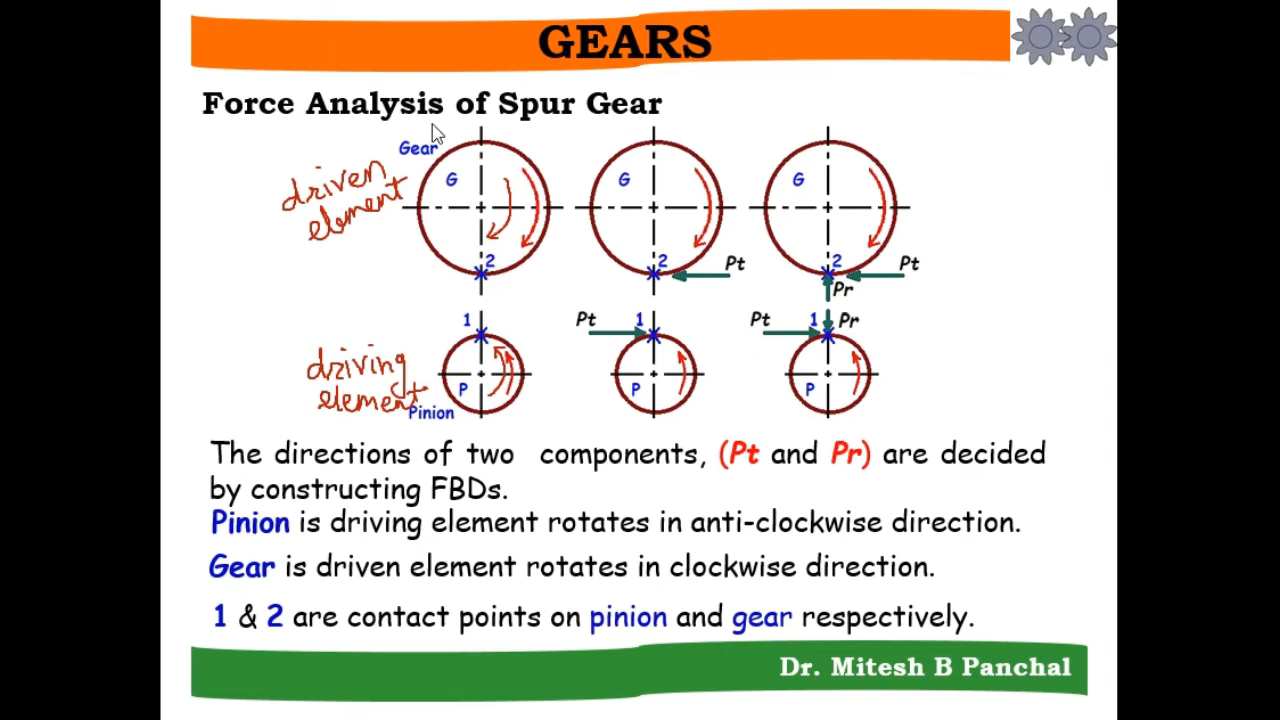 GEARS
Force Analysis of Spur Gear
Gear
driven
element
G
2
G
2
Pt
G
2
Pt
Pr
1
Pt
1
Pt
1
Pr
driving
element
P
Pinion
P
P
The directions of two components, (Pt and Pr) are decided
by constructing FBDs.
Pinion is driving element rotates in anti-clockwise direction.
Gear is driven element rotates in clockwise direction.
1 & 2 are contact points on pinion and gear respectively.
Dr. Mitesh B Panchal